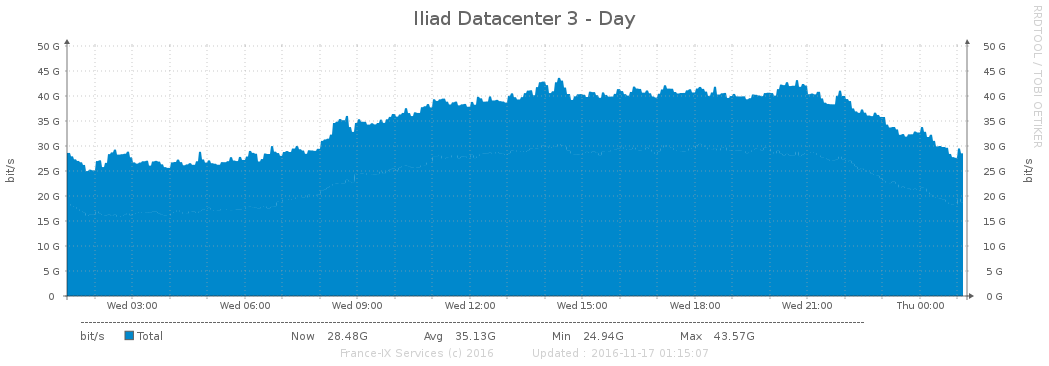 Iliad Datacenter 3 - Day
RRDTOOL / TOBI OETIKER
bit/s
50 G
45 G
40 G
35 G
30 G
25 G
20 G
15 G
10 G
5 G
0
50 G
45 G
40 G
35 G
30 G
25 G
20 G
15 G
10 G
5 G
0 G
bit/s
Wed 03:00 Wed 06:00 Wed 09:00 Wed 12:00 Wed 15:00 Wed 18:00 Wed 21:00 Thu 00:00
bit/s Total Now 28.48G Avg 35.13G Min 24.94G Max 43.57G
France-IX Services (c) 2016 Updated : 2016-11-17 01:15:07